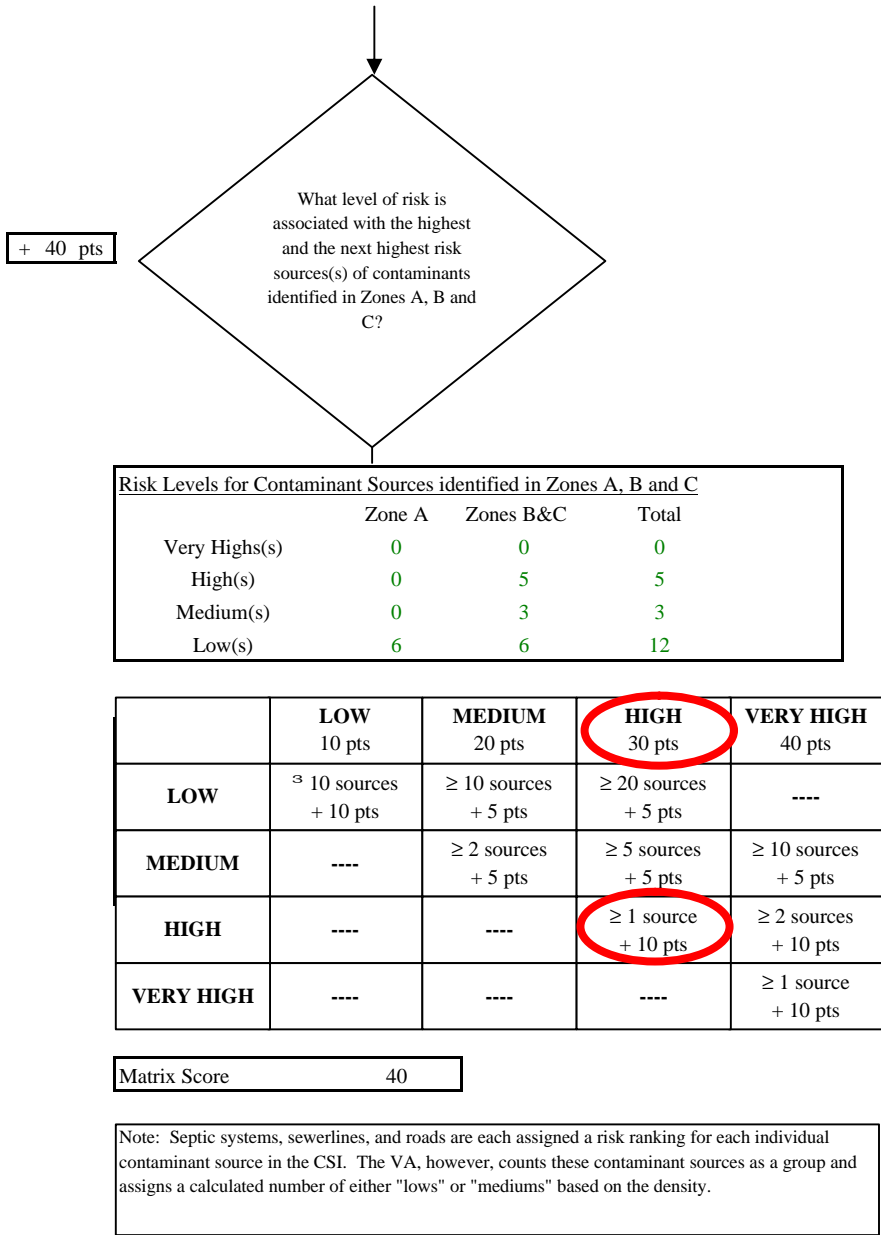 What level of risk is
associated with the highest
and the next highest risk
sources(s) of contaminants
identified in Zones A, B and
C?
+ 40 pts
Risk Levels for Contaminant Sources identified in Zones A, B and C
Zone A Zones B&C Total
Very Highs(s) 0 0 0
High(s) 0 5 5
Medium(s) 0 3 3
Low(s) 6 6 12
LOW MEDIUM HIGH VERY HIGH
10 pts 20 pts 30 pts 40 pts
LOW ³ 10 sources ≥ 10 sources ≥ 20 sources ----
+ 10 pts + 5 pts + 5 pts
MEDIUM ---- ≥ 2 sources ≥ 5 sources ≥ 10 sources
+ 5 pts + 5 pts + 5 pts
HIGH ---- ---- ≥ 1 source ≥ 2 sources
+ 10 pts + 10 pts
VERY HIGH ---- ---- ---- ≥ 1 source
+ 10 pts
Matrix Score 40
Note: Septic systems, sewerlines, and roads are each assigned a risk ranking for each individual
contaminant source in the CSI. The VA, however, counts these contaminant sources as a group and
assigns a calculated number of either "lows" or "mediums" based on the density.